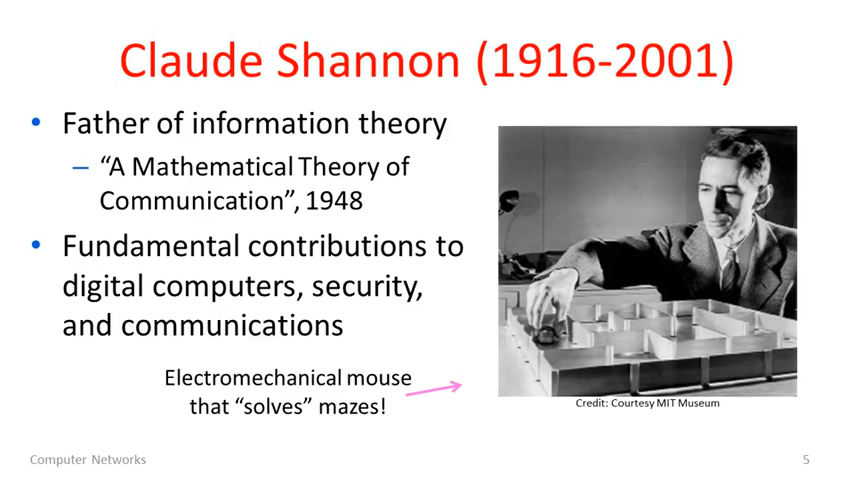 Claude Shannon (1916-2001)
• Father of information theory
– “A Mathematical Theory of
Communication”, 1948
• Fundamental contributions to
digital computers, security,
and communications
Electromechanical mouse
that “solves” mazes!
Credit: Courtesy MIT Museum
Computer Networks
5